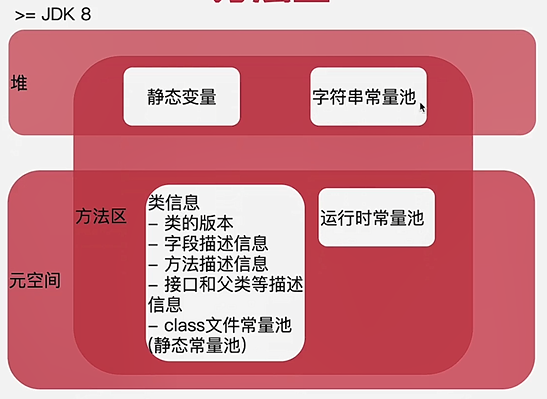 >= JDK 8
堆
静态变量
字符串常量池
方法区
类信息
- 类的版本
- 字段描述信息
- 方法描述信息
- 接口和父类等描述
信息
- class文件常量池
(静态常量池)
运行时常量池
元空间